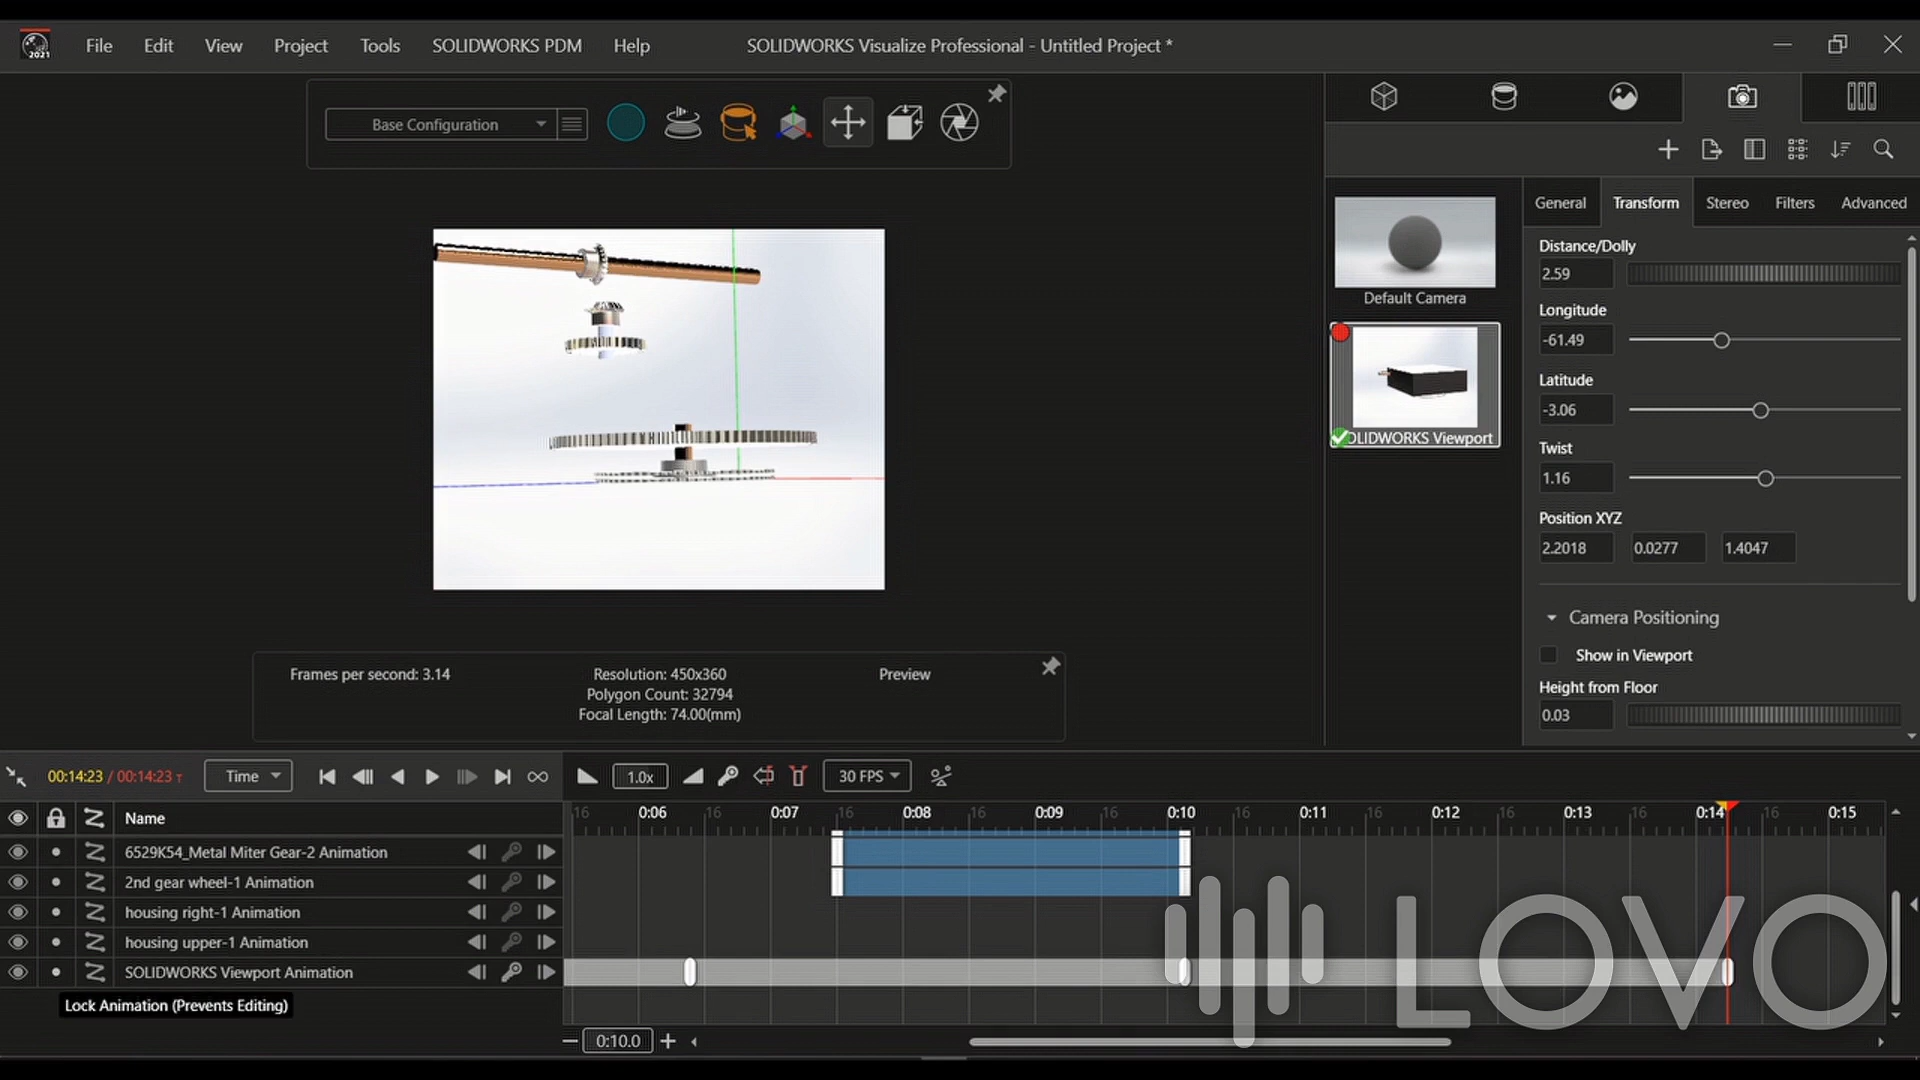 2021
File Edit View Project Tools SOLIDWORKS PDM Help
SOLIDWORKS Visualize Professional - Untitled Project *
Base Configuration
Default Camera
OLIDWORKS Viewport
General Transform Stereo Filters Advanced
Distance/Dolly
2.59
Longitude
-61.49
Latitude
-3.06
Twist
1.16
Position XYZ
2.2018 0.0277 1.4047
Camera Positioning
Show in Viewport
Height from Floor
0.03
Frames per second: 3.14
Resolution: 450x360
Polygon Count: 32794
Focal Length: 74.00(mm)
Preview
00:14:23 / 00:14:23 T
Time
1.0x
30 FPS
Name
16 0:06 16 0:07 16 0:08 16 0:09 16 0:10 16 0:11 16 0:12 16 0:13 16 0:14 16 0:15
6529K54_Metal Miter Gear-2 Animation
2nd gear wheel-1 Animation
housing right-1 Animation
housing upper-1 Animation
SOLIDWORKS Viewport Animation
Lock Animation (Prevents Editing)
0:10.0
LOVO